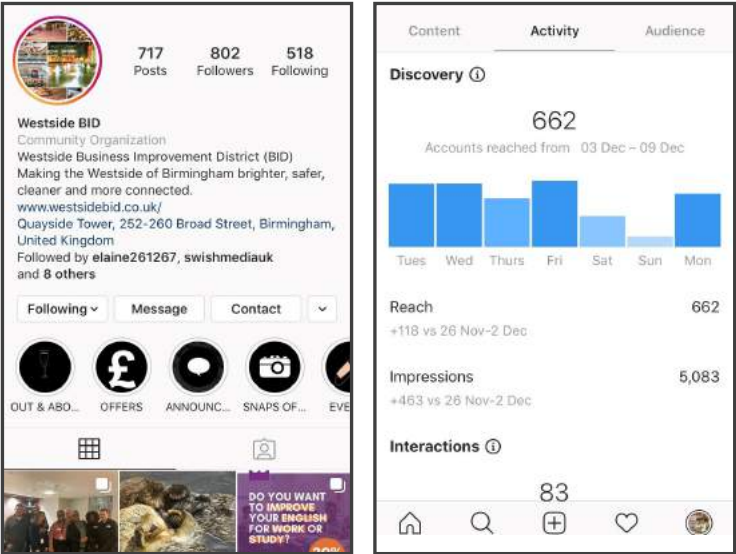 717 802 518
Posts Followers Following
Westside BID
Community Organization
Westside Business Improvement District (BID)
Making the Westside of Birmingham brighter, safer,
cleaner and more connected.
www.westsidebid.co.uk/
Quayside Tower, 252-260 Broad Street, Birmingham,
United Kingdom
Followed by elaine261267, swishmediauk
and 8 others
Following Message Contact
£
OUT & ABO... OFFERS ANNOUNC... SNAPS OF... EVE
DO YOU WANT
TO IMPROVE
YOUR ENGLISH
FOR WORK OR
STUDY?
20%
Content Activity Audience
Discovery
662
Accounts reached from 03 Dec – 09 Dec
Tues Wed Thurs Fri Sat Sun Mon
Reach 662
+118 vs 26 Nov-2 Dec
Impressions 5,083
+463 vs 26 Nov-2 Dec
Interactions
83